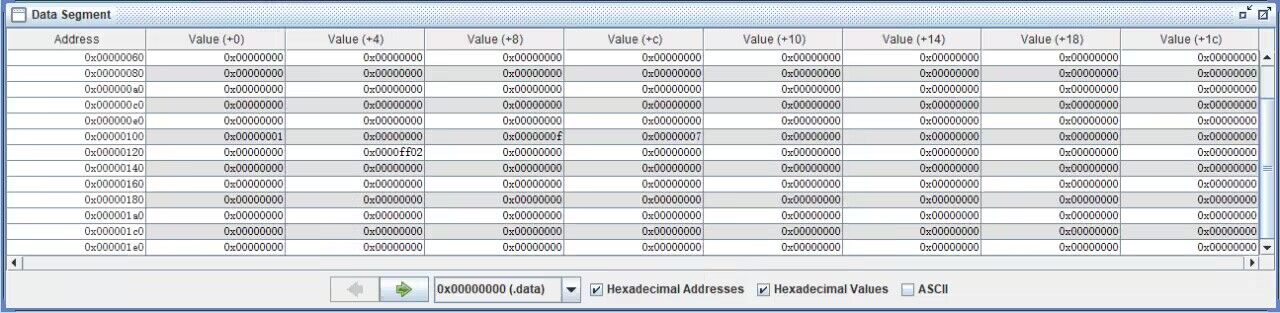 Data Segment
Address Value (+0) Value (+4) Value (+8) Value (+c) Value (+10) Value (+14) Value (+18) Value (+1c)
0x00000060 0x00000000 0x00000000 0x00000000 0x00000000 0x00000000 0x00000000 0x00000000 0x00000000
0x00000080 0x00000000 0x00000000 0x00000000 0x00000000 0x00000000 0x00000000 0x00000000 0x00000000
0x000000a0 0x00000000 0x00000000 0x00000000 0x00000000 0x00000000 0x00000000 0x00000000 0x00000000
0x000000c0 0x00000000 0x00000000 0x00000000 0x00000000 0x00000000 0x00000000 0x00000000 0x00000000
0x000000e0 0x00000000 0x00000000 0x00000000 0x00000000 0x00000000 0x00000000 0x00000000 0x00000000
0x00000100 0x00000001 0x00000000 0x0000000f 0x00000007 0x00000000 0x00000000 0x00000000 0x00000000
0x00000120 0x00000000 0x0000ff02 0x00000000 0x00000000 0x00000000 0x00000000 0x00000000 0x00000000
0x00000140 0x00000000 0x00000000 0x00000000 0x00000000 0x00000000 0x00000000 0x00000000 0x00000000
0x00000160 0x00000000 0x00000000 0x00000000 0x00000000 0x00000000 0x00000000 0x00000000 0x00000000
0x00000180 0x00000000 0x00000000 0x00000000 0x00000000 0x00000000 0x00000000 0x00000000 0x00000000
0x000001a0 0x00000000 0x00000000 0x00000000 0x00000000 0x00000000 0x00000000 0x00000000 0x00000000
0x000001c0 0x00000000 0x00000000 0x00000000 0x00000000 0x00000000 0x00000000 0x00000000 0x00000000
0x000001e0 0x00000000 0x00000000 0x00000000 0x00000000 0x00000000 0x00000000 0x00000000 0x00000000
0x00000000 (.data) Hexadecimal Addresses Hexadecimal Values ASCII